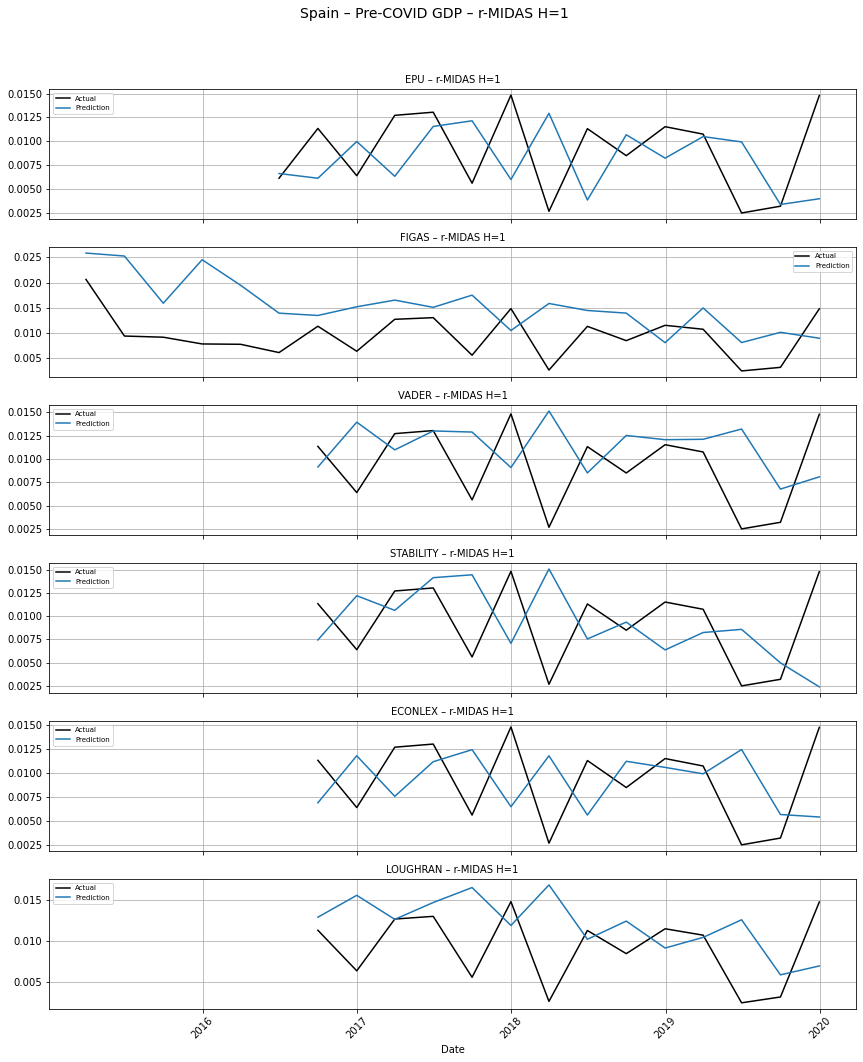 Spain – Pre-COVID GDP – r-MIDAS H=1
EPU – r-MIDAS H=1
0.0150
0.0125
0.0100
0.0075
0.0050
0.0025
Actual
Prediction
FIGAS – r-MIDAS H=1
0.025
0.020
0.015
0.010
0.005
Actual
Prediction
VADER – r-MIDAS H=1
0.0150
0.0125
0.0100
0.0075
0.0050
0.0025
Actual
Prediction
STABILITY – r-MIDAS H=1
0.0150
0.0125
0.0100
0.0075
0.0050
0.0025
Actual
Prediction
ECONLEX – r-MIDAS H=1
0.0150
0.0125
0.0100
0.0075
0.0050
0.0025
Actual
Prediction
LOUGHRAN – r-MIDAS H=1
0.015
0.010
0.005
Actual
Prediction
2016
2017
2018
2019
2020
Date